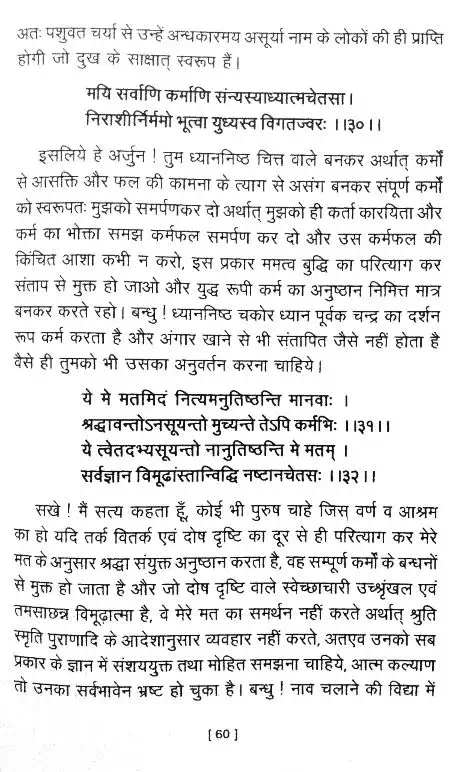 अतः पशुवत चर्या से उन्हें अन्धकारमय असूर्या नाम के लोकों की ही प्राप्ति
होगी जो दुख के साक्षात् स्वरूप हैं।
मयि सर्वाणि कर्माणि संन्यस्याध्यात्मचेतसा।
निराशीर्निर्ममो भूत्वा युध्यस्व विगतज्वरः ।।३०।।
इसलिये हे अर्जुन ! तुम ध्याननिष्ठ चित्त वाले बनकर अर्थात् कर्मों
से आसक्ति और फल की कामना के त्याग से असंग बनकर संपूर्ण कर्मों
को स्वरूपतः मुझको समर्पणकर दो अर्थात् मुझको ही कर्ता कारयिता और
कर्म का भोक्ता समझ कर्मफल समर्पण कर दो और उस कर्मफल की
किंचित आशा कभी न करो, इस प्रकार ममत्व बुद्धि का परित्याग कर
संताप से मुक्त हो जाओ और युद्ध रूपी कर्म का अनुष्ठान निमित्त मात्र
बनकर करते रहो। बन्धु ! ध्याननिष्ठ चकोर ध्यान पूर्वक चन्द्र का दर्शन
रूप कर्म करता है और अंगार खाने से भी संतापित जैसे नहीं होता है
वैसे ही तुमको भी उसका अनुवर्तन करना चाहिये।
ये मे मतमिदं नित्यमनुतिष्ठन्ति मानवाः ।
श्रद्धावन्तोऽनसूयन्तो मुच्यन्ते तेऽपि कर्मभिः ।।३१।।
ये त्वेतदभ्यसूयन्तो नानुतिष्ठन्ति मे मतम् ।
सर्वज्ञान विमूढांस्तान्विद्धि नष्टानचेतसः ।।३२।।
सखे ! मैं सत्य कहता हूँ, कोई भी पुरुष चाहे जिस् वर्ण व आश्रम
का हो यदि तर्क वितर्क एवं दोष दृष्टि का दूर से ही परित्याग कर मेरे
मत के अनुसार श्रद्धा संयुक्त अनुष्ठान करता है, वह सम्पूर्ण कर्मों के बन्धनों
से मुक्त हो जाता है और जो दोष दृष्टि वाले स्वेच्छाचारी उच्श्रृंखल एवं
तमसाछन्न विमूढ़ात्मा है, वे मेरे मत का समर्थन नहीं करते अर्थात् श्रुति
स्मृति पुराणादि के आदेशानुसार व्यवहार नहीं करते, अतएव उनको सब
प्रकार के ज्ञान में संशययुक्त तथा मोहित समझना चाहिये, आत्म कल्याण
तो उनका सर्वभावेन भ्रष्ट हो चुका है। बन्धु ! नाव चलाने की विद्या में
[ 60 ]